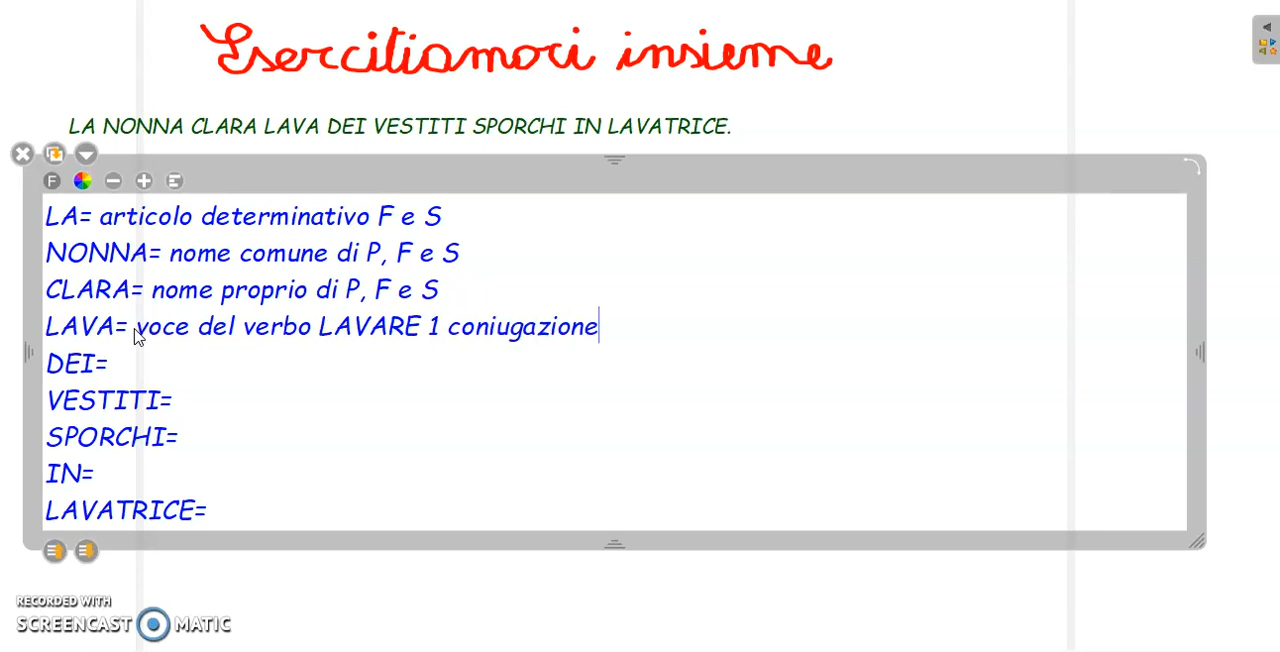 Esercitiamoci insieme
LA NONNA CLARA LAVA DEI VESTITI SPORCHI IN LAVATRICE.
F
LA= articolo determinativo F e S
NONNA= nome comune di P, F e S
CLARA= nome proprio di P, F e S
LAVA= voce del verbo LAVARE 1 coniugazione
DEI=
VESTITI=
SPORCHI=
IN=
LAVATRICE=
RECORDED WITH
SCREENCAST MATIC